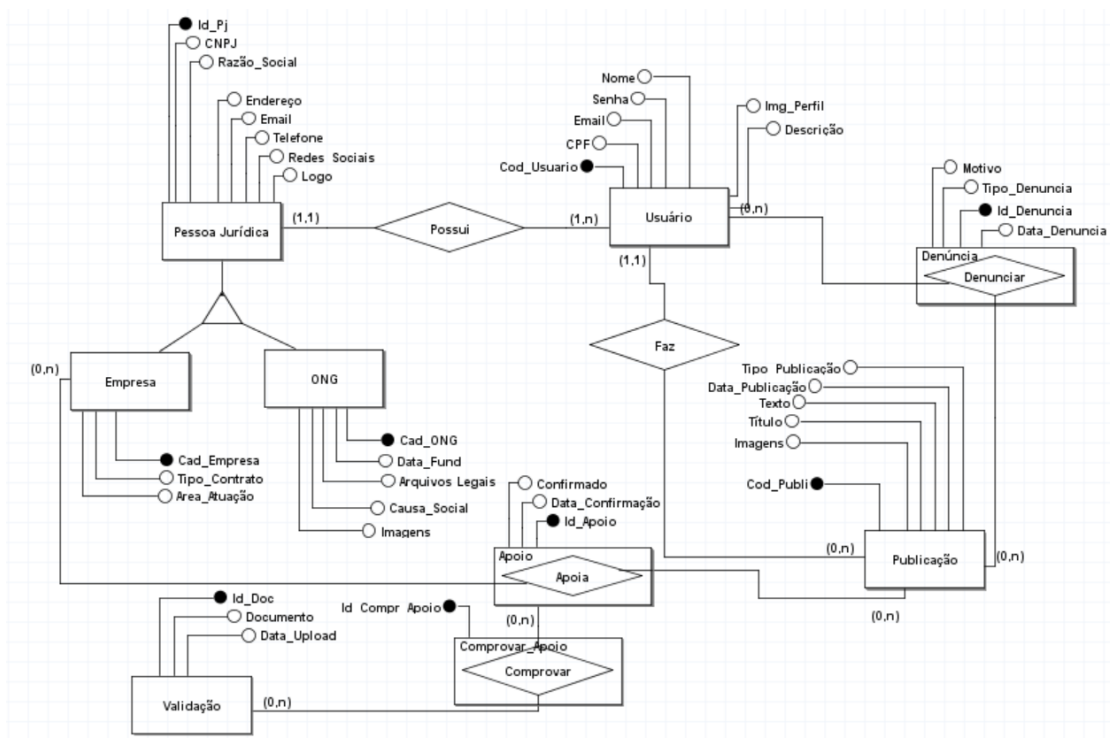 Id_Pj
CNPJ
Razão_Social
Endereço
Email
Telefone
Redes Sociais
Logo
Pessoa Jurídica
(1,1)
Possui
(1,n)
Nome
Senha
Email
CPF
Cod_Usuario
Img_Perfil
Descrição
Usuário
(0,n)
(1,1)
Motivo
Tipo_Denuncia
Id_Denuncia
Data_Denuncia
Denúncia
Denunciar
Faz
(0,n)
Empresa
ONG
Cad_Empresa
Tipo_Contrato
Area_Atuação
Cad_ONG
Data_Fund
Arquivos Legais
Causa_Social
Imagens
Tipo Publicação
Data_Publicação
Texto
Título
Imagens
Cod_Publi
(0,n)
Publicação
(0,n)
(0,n)
Confirmado
Data_Confirmação
Id_Apoio
Apoio
Apoia
(0,n)
Id Compr Apoio
Comprovar_Apoio
Comprovar
Id_Doc
Documento
Data_Upload
Validação
(0,n)